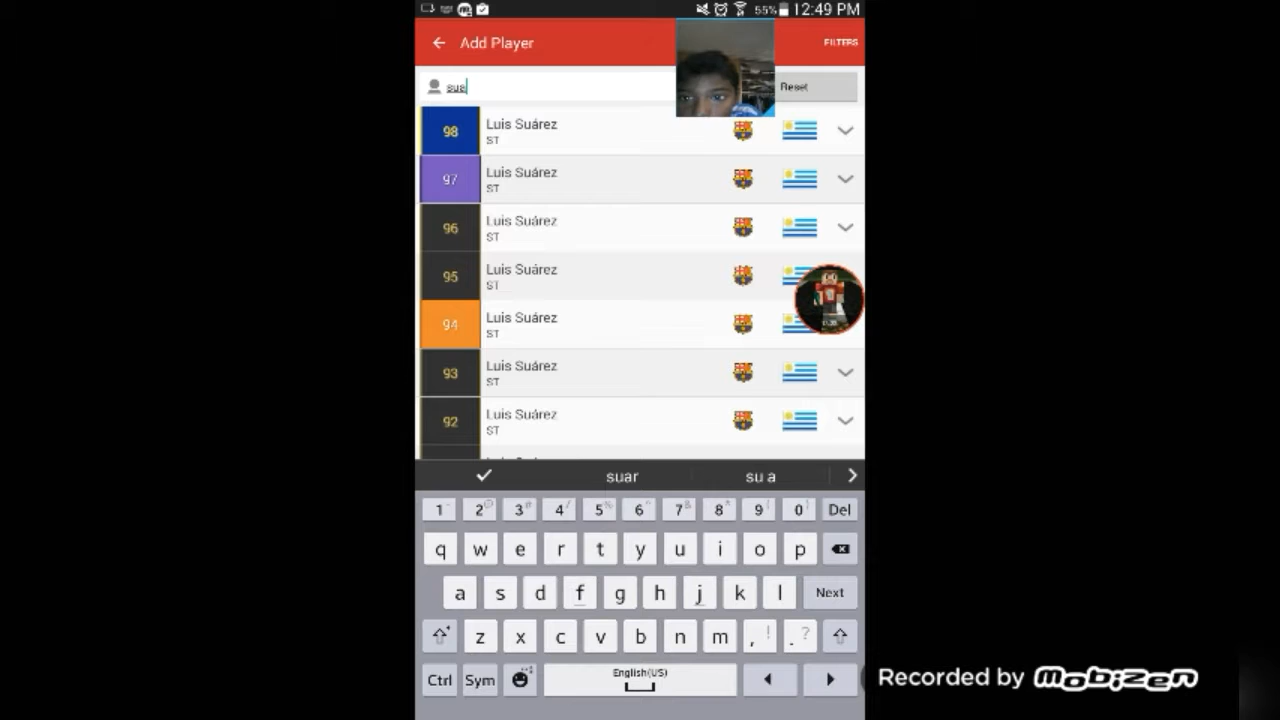 55% 12:49 PM
Add Player
FILTERS
sua
Reset
98 Luis Suárez
ST
97 Luis Suárez
ST
96 Luis Suárez
ST
95 Luis Suárez
ST
94 Luis Suárez
ST
93 Luis Suárez
ST
92 Luis Suárez
ST
suar su a
1 2 3 4 5 6 7 8 9 0 Del
q w e r t y u i o p
a s d f g h j k l Next
z x c v b n m , ! . ?
Ctrl Sym English(US)
Recorded by mobizen